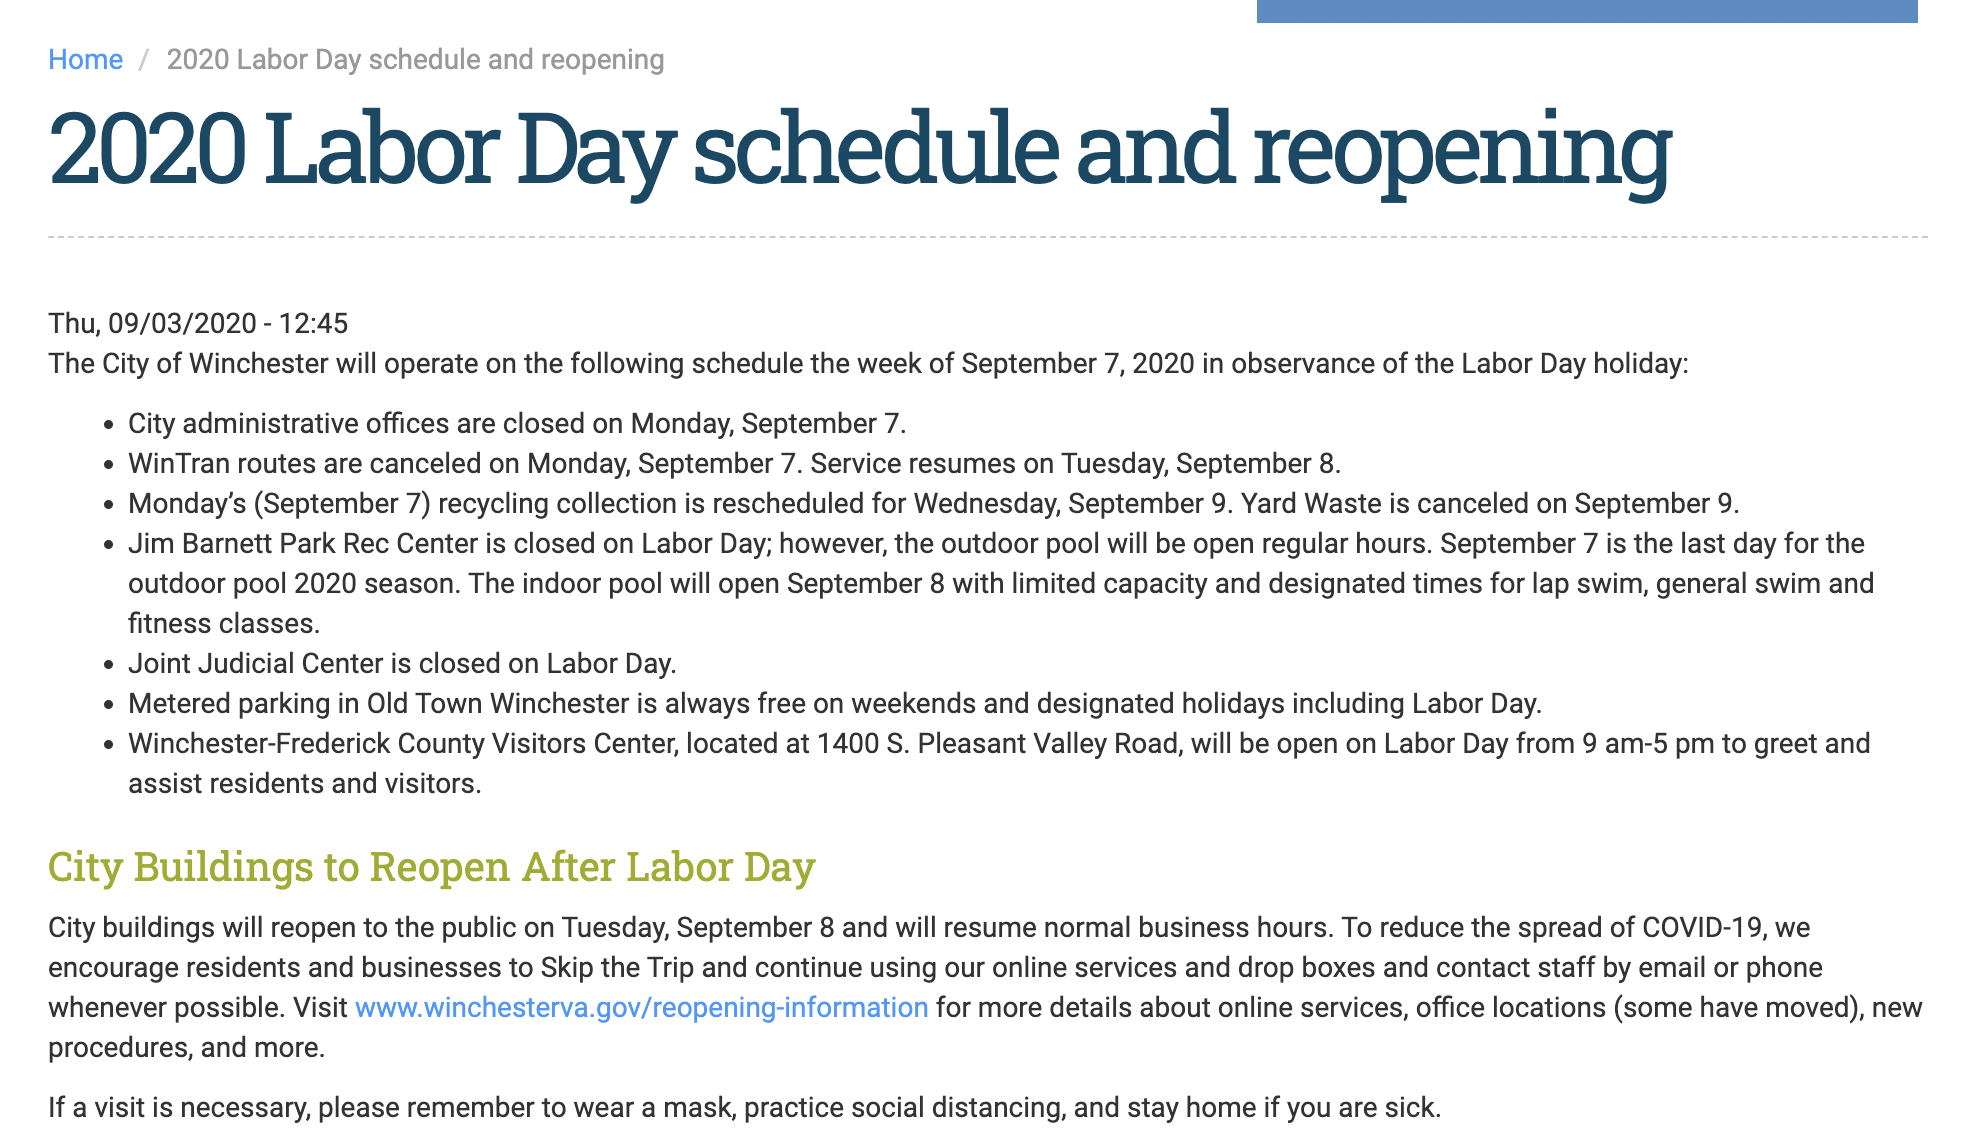 Home / 2020 Labor Day schedule and reopening
2020 Labor Day schedule and reopening
Thu, 09/03/2020 - 12:45
The City of Winchester will operate on the following schedule the week of September 7, 2020 in observance of the Labor Day holiday:
• City administrative offices are closed on Monday, September 7.
• WinTran routes are canceled on Monday, September 7. Service resumes on Tuesday, September 8.
• Monday’s (September 7) recycling collection is rescheduled for Wednesday, September 9. Yard Waste is canceled on September 9.
• Jim Barnett Park Rec Center is closed on Labor Day; however, the outdoor pool will be open regular hours. September 7 is the last day for the
outdoor pool 2020 season. The indoor pool will open September 8 with limited capacity and designated times for lap swim, general swim and
fitness classes.
• Joint Judicial Center is closed on Labor Day.
• Metered parking in Old Town Winchester is always free on weekends and designated holidays including Labor Day.
• Winchester-Frederick County Visitors Center, located at 1400 S. Pleasant Valley Road, will be open on Labor Day from 9 am-5 pm to greet and
assist residents and visitors.
City Buildings to Reopen After Labor Day
City buildings will reopen to the public on Tuesday, September 8 and will resume normal business hours. To reduce the spread of COVID-19, we
encourage residents and businesses to Skip the Trip and continue using our online services and drop boxes and contact staff by email or phone
whenever possible. Visit www.winchesterva.gov/reopening-information for more details about online services, office locations (some have moved), new
procedures, and more.
If a visit is necessary, please remember to wear a mask, practice social distancing, and stay home if you are sick.